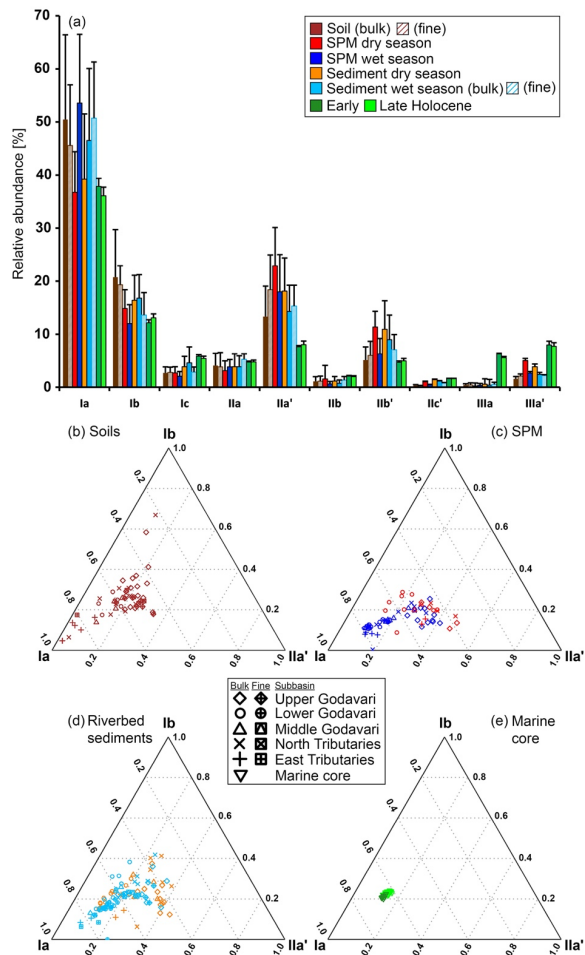 (a)
Soil (bulk) (fine)
SPM dry season
SPM wet season
Sediment dry season
Sediment wet season (bulk) (fine)
Early Late Holocene
Relative abundance [%]
70
60
50
40
30
20
10
0
Ia Ib Ic IIa IIa' IIb IIb' IIc' IIIa IIIa'
(b) Soils
Ib
1.0
0.8
0.6
0.4
0.2
0.4
0.6
0.8
1.0
0.2
0.4
0.6
0.8
1.0
Ia
IIa'
(c) SPM
Ib
1.0
0.8
0.6
0.4
0.2
0.4
0.6
0.8
1.0
0.2
0.4
0.6
0.8
1.0
Ia
IIa'
Bulk Fine Subbasin
Upper Godavari
Lower Godavari
Middle Godavari
North Tributaries
East Tributaries
Marine core
(d) Riverbed
sediments
Ib
1.0
0.8
0.6
0.4
0.2
0.4
0.6
0.8
1.0
0.2
0.4
0.6
0.8
1.0
Ia
IIa'
(e) Marine
core
Ib
1.0
0.8
0.6
0.4
0.2
0.4
0.6
0.8
1.0
0.2
0.4
0.6
0.8
1.0
Ia
IIa'